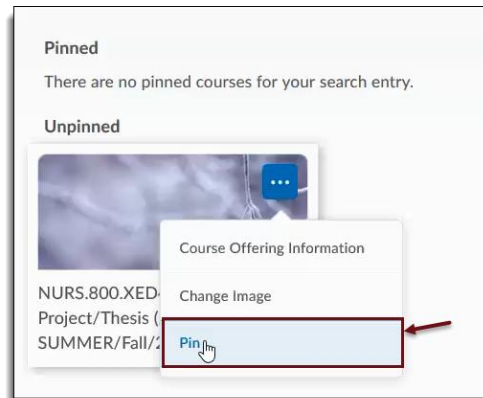 Pinned
There are no pinned courses for your search entry.
Unpinned
...
Course Offering Information
NURS.800.XED
Change Image
Project/Thesis (
SUMMER/Fall/
Pin